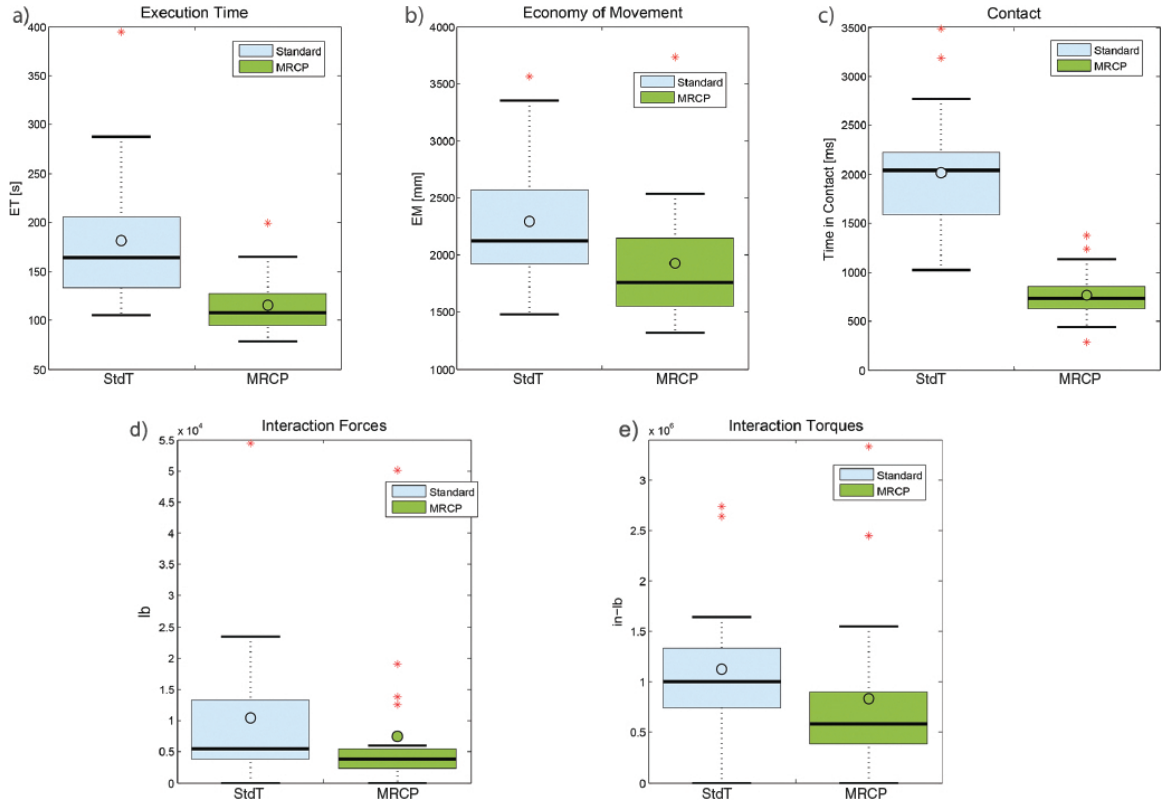 a)
Execution Time
400
350
300
250
200
150
100
50
ET [s]
Standard
MRCP
StdT
MRCP
b)
Economy of Movement
4000
3500
3000
2500
2000
1500
1000
EM [mm]
Standard
MRCP
StdT
MRCP
c)
Contact
3500
3000
2500
2000
1500
1000
500
0
Time in Contact [ms]
Standard
MRCP
StdT
MRCP
d)
Interaction Forces
x 10⁴
5.5
5
4.5
4
3.5
3
2.5
2
1.5
1
0.5
0
lb
Standard
MRCP
StdT
MRCP
e)
Interaction Torques
x 10⁶
3
2.5
2
1.5
1
0.5
0
in-lb
Standard
MRCP
StdT
MRCP